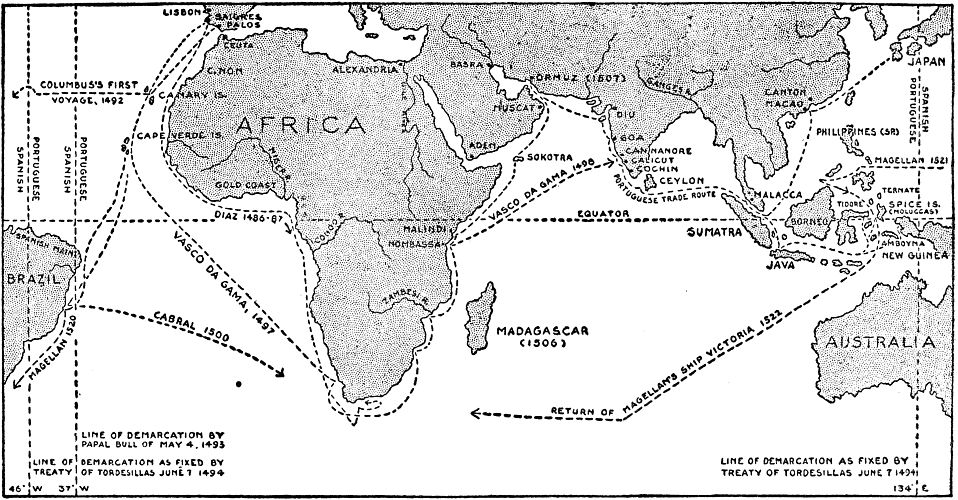 LISBON
SAIGRES
PALOS
CEUTA
C. NON
ALEXANDRIA
BASRA
ORMUZ (1507)
GANGES R.
JAPAN
COLUMBUS'S FIRST
VOYAGE, 1492
CANARY IS.
AFRICA
MUSCAT
DIU
CANTON
MACAO
SPANISH
PORTUGUESE
PORTUGUESE
SPANISH
PORTUGUESE
SPANISH
CAPE VERDE IS.
NIGER R.
ADEN
GOA
PHILIPPINES (SP.)
CANNANORE
CALICUT
COCHIN
SOKOTRA
VASCO DA GAMA 1498
CEYLON
MAGELLAN 1521
GOLD COAST
PORTUGUESE TRADE ROUTE
MALACCA
TERNATE
TIDORE
SPICE IS.
(MOLUCCAS)
DIAZ 1486-87
EQUATOR
CONGO R.
MALINDI
MOMBASSA
SUMATRA
BORNEO
AMBOYNA
NEW GUINEA
JAVA
SPANISH MAIN
BRAZIL
VASCO DA GAMA, 1497
ZAMBESI R.
MADAGASCAR
(1506)
AUSTRALIA
MAGELLAN 1520
CABRAL 1500
RETURN OF MAGELLAN'S SHIP VICTORIA 1522
LINE OF DEMARCATION BY
PAPAL BULL OF MAY 4, 1493
LINE OF DEMARCATION AS FIXED BY
TREATY OF TORDESILLAS JUNE 7 1494
LINE OF DEMARCATION AS FIXED BY
TREATY OF TORDESILLAS JUNE 7 1494
46° W 37° W
134° E